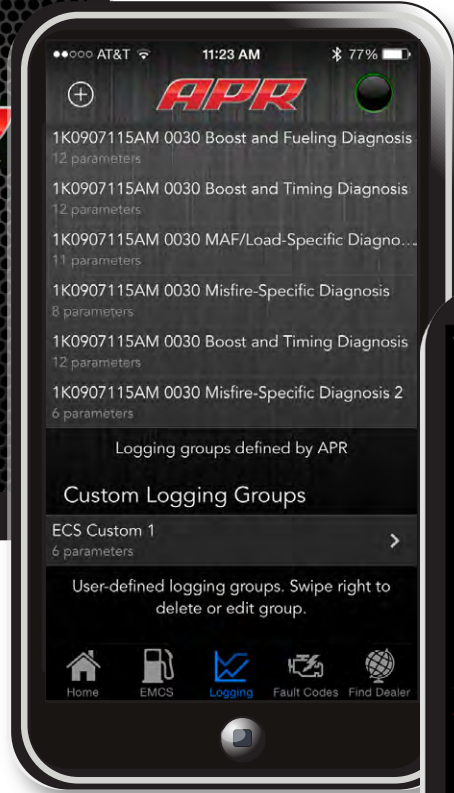 AT&T 11:23 AM 77%
APR
1K0907115AM 0030 Boost and Fueling Diagnosis
12 parameters
1K0907115AM 0030 Boost and Timing Diagnosis
12 parameters
1K0907115AM 0030 MAF/Load-Specific Diagno...
11 parameters
1K0907115AM 0030 Misfire-Specific Diagnosis
8 parameters
1K0907115AM 0030 Boost and Timing Diagnosis
12 parameters
1K0907115AM 0030 Misfire-Specific Diagnosis 2
6 parameters
Logging groups defined by APR
Custom Logging Groups
ECS Custom 1
6 parameters
User-defined logging groups. Swipe right to
delete or edit group.
Home EMCS Logging Fault Codes Find Dealer